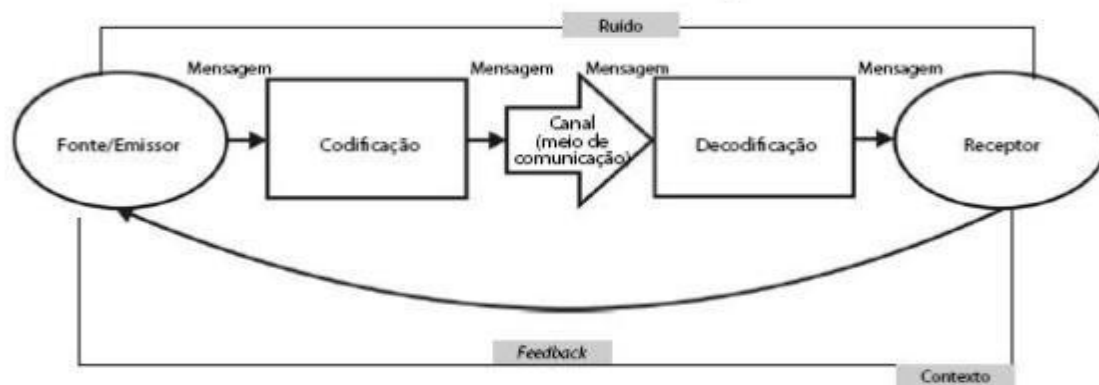 Ruído
Mensagem
Mensagem
Mensagem
Mensagem
Fonte/Emissor
Codificação
Canal
(meio de
comunicação)
Decodificação
Receptor
Feedback
Contexto